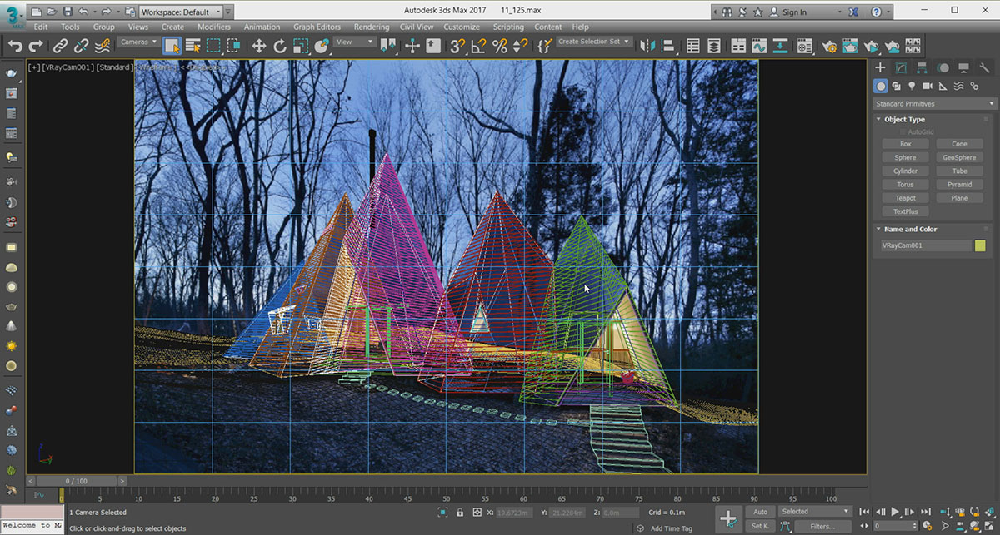 3
MAX
Workspace: Default
Autodesk 3ds Max 2017    11_125.max
Sign In
Edit Tools Group Views Create Modifiers Animation Graph Editors Rendering Civil View Customize Scripting Content Help
Cameras
View
Create Selection Set
[+] [VRayCam001] [Standard]
Standard Primitives
Object Type
AutoGrid
Box Cone
Sphere GeoSphere
Cylinder Tube
Torus Pyramid
Teapot Plane
TextPlus
Name and Color
VRayCam001
< 0 / 100 >
0 5 10 15 20 25 30 35 40 45 50 55 60 65 70 75 80 85 90 95 100
1 Camera Selected
X: 19.6723m Y: -21.2284m Z: 0.0m Grid = 0.1m
Auto Selected
Welcome to MA
Click or click-and-drag to select objects
Add Time Tag
Set K. Filters...
0